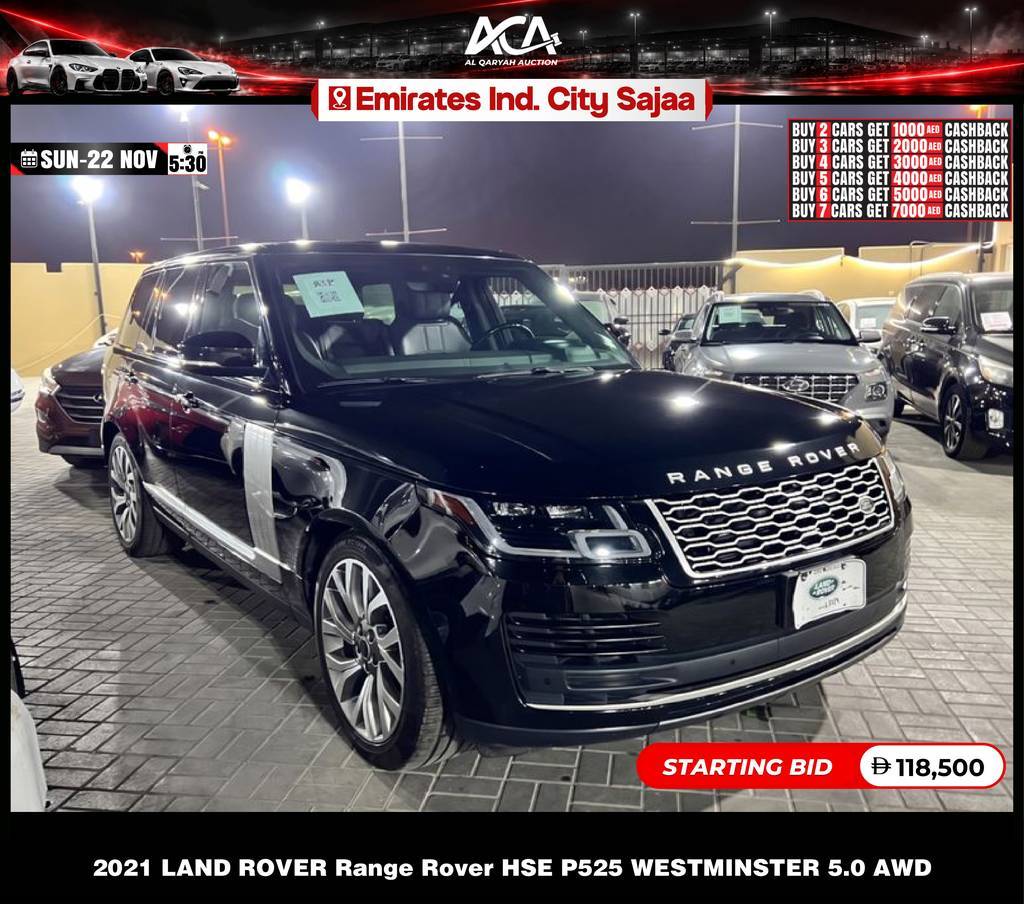 ACA
AL QARYAH AUCTION
Emirates Ind. City Sajaa
SUN-22 NOV 5:30
BUY 2 CARS GET 1000 AED CASHBACK
BUY 3 CARS GET 2000 AED CASHBACK
BUY 4 CARS GET 3000 AED CASHBACK
BUY 5 CARS GET 4000 AED CASHBACK
BUY 6 CARS GET 5000 AED CASHBACK
BUY 7 CARS GET 7000 AED CASHBACK
RANGE ROVER
LAND ROVER
STARTING BID 118,500
2021 LAND ROVER Range Rover HSE P525 WESTMINSTER 5.0 AWD